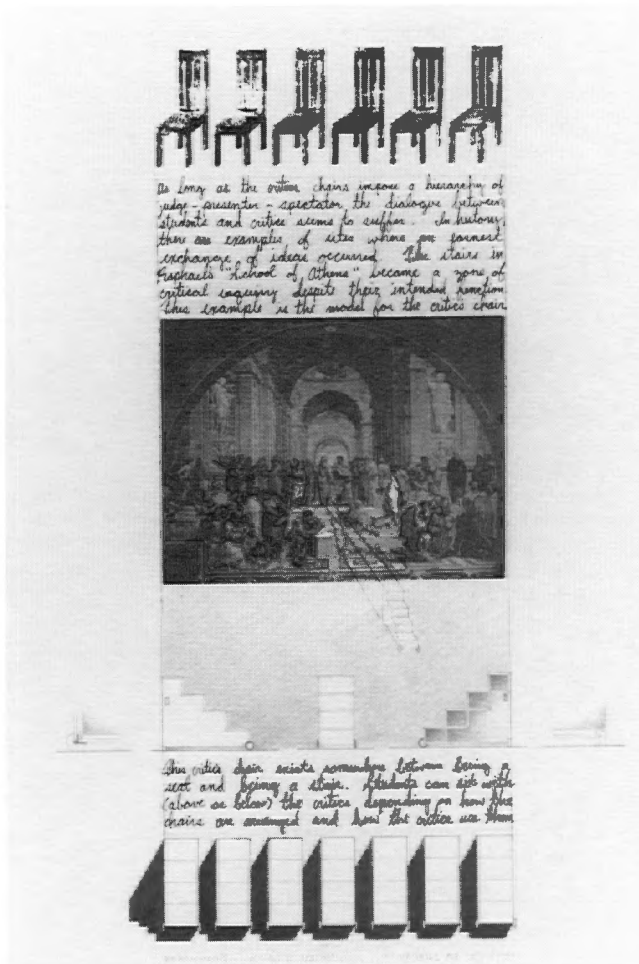 As long as the critics chairs impose a hierarchy of
judge-presenter-spectator the dialogue between
students and critics seems to suffer. In history,
there are examples of sites where an earnest
exchange of ideas occurred. The stairs in
Raphael's "School of Athens" became a zone of
critical inquiry despite their intended function
this example is the model for the critics chair
This critics chair exists somewhere between being a
seat and being a stair. Students can sit with
(above or below) the critics depending on how the
chairs are arranged and how the critics use them